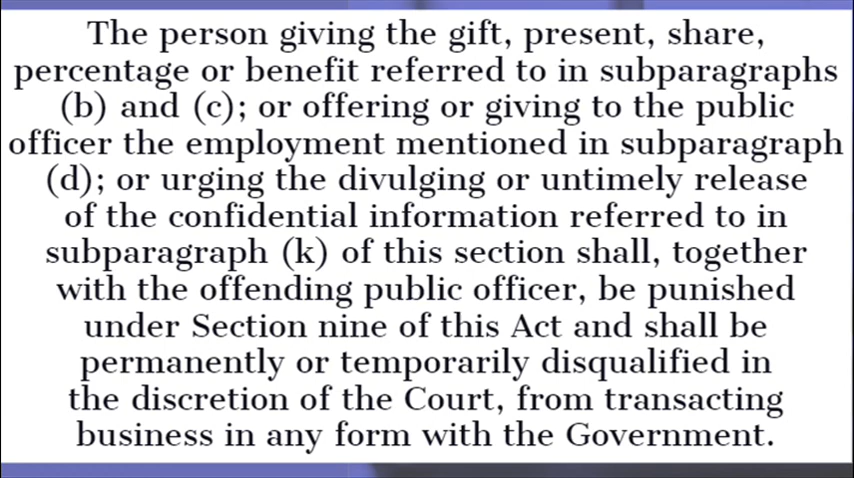 The person giving the gift, present, share,
percentage or benefit referred to in subparagraphs
(b) and (c); or offering or giving to the public
officer the employment mentioned in subparagraph
(d); or urging the divulging or untimely release
of the confidential information referred to in
subparagraph (k) of this section shall, together
with the offending public officer, be punished
under Section nine of this Act and shall be
permanently or temporarily disqualified in
the discretion of the Court, from transacting
business in any form with the Government.